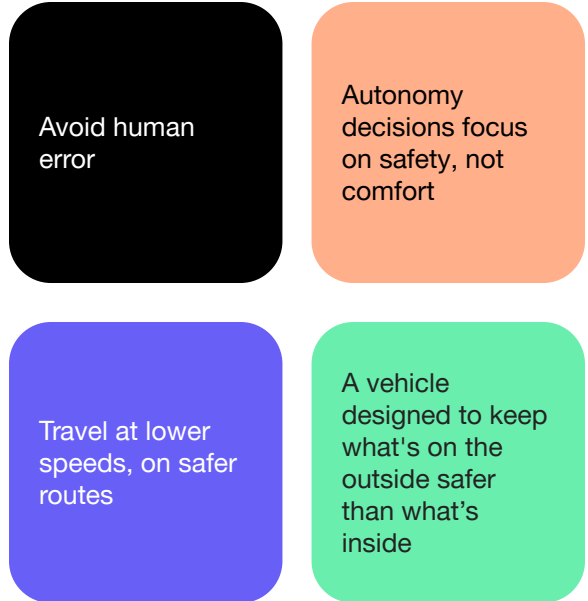 Avoid human
error
Autonomy
decisions focus
on safety, not
comfort
Travel at lower
speeds, on safer
routes
A vehicle
designed to keep
what's on the
outside safer
than what’s
inside